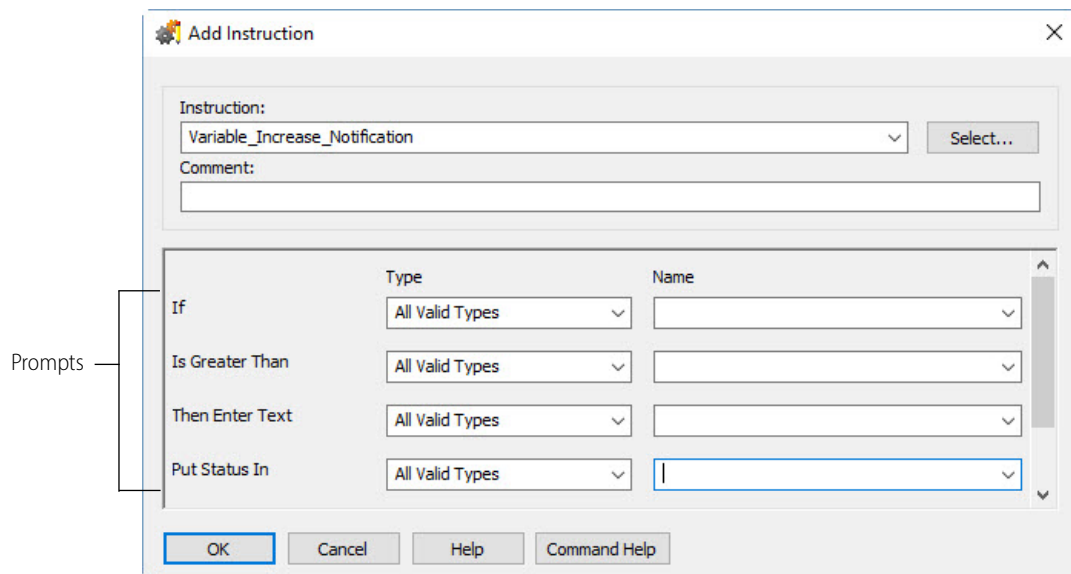 Add Instruction
Instruction:
Variable_Increase_Notification
Select...
Comment:
Type Name
If All Valid Types
Prompts
Is Greater Than All Valid Types
Then Enter Text All Valid Types
Put Status In All Valid Types
OK Cancel Help Command Help